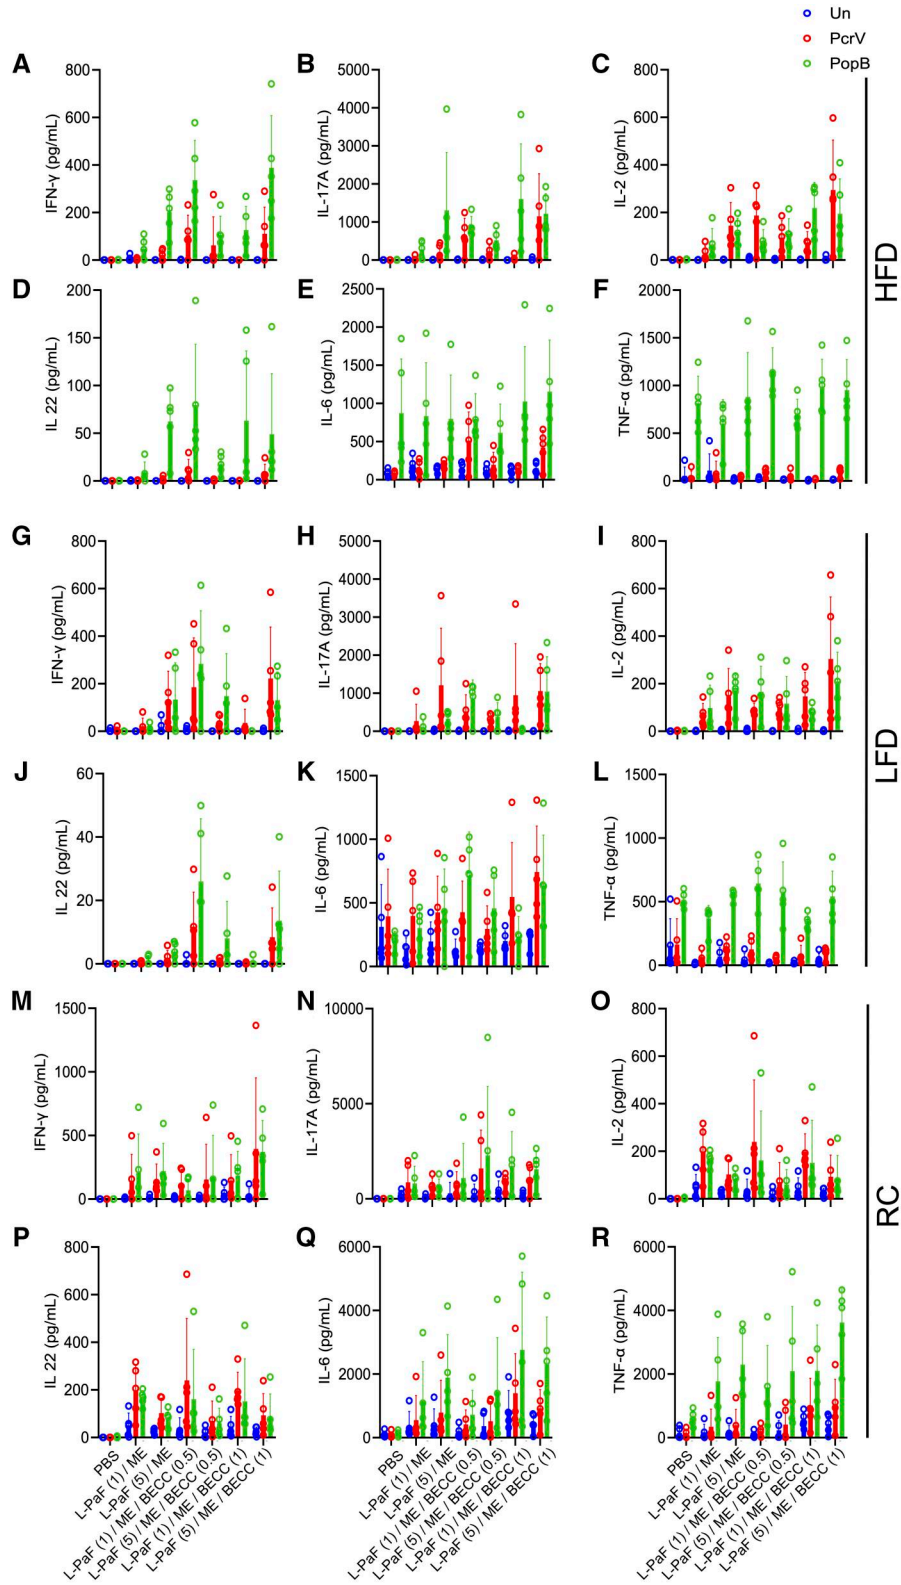 Un
PcrV
PopB
A
800
600
400
200
0
IFN-γ (pg/mL)
B
5000
4000
3000
2000
1000
0
IL-17A (pg/mL)
C
800
600
400
200
0
IL-2 (pg/mL)
D
200
150
100
50
0
IL 22 (pg/mL)
E
2500
2000
1500
1000
500
0
IL-6 (pg/mL)
F
2000
1500
1000
500
0
TNF-α (pg/mL)
HFD
G
800
600
400
200
0
IFN-γ (pg/mL)
H
5000
4000
3000
2000
1000
0
IL-17A (pg/mL)
I
800
600
400
200
0
IL-2 (pg/mL)
J
60
40
20
0
IL 22 (pg/mL)
K
1500
1000
500
0
IL-6 (pg/mL)
L
1500
1000
500
0
TNF-α (pg/mL)
LFD
M
1500
1000
500
0
IFN-γ (pg/mL)
N
10000
5000
0
IL-17A (pg/mL)
O
800
600
400
200
0
IL-2 (pg/mL)
P
800
600
400
200
0
IL 22 (pg/mL)
Q
6000
4000
2000
0
IL-6 (pg/mL)
R
6000
4000
2000
0
TNF-α (pg/mL)
RC
PBS
L-PaF (1) / ME
L-PaF (5) / ME
L-PaF (1) / ME / BECC (0.5)
L-PaF (5) / ME / BECC (0.5)
L-PaF (1) / ME / BECC (1)
L-PaF (5) / ME / BECC (1)
PBS
L-PaF (1) / ME
L-PaF (5) / ME
L-PaF (1) / ME / BECC (0.5)
L-PaF (5) / ME / BECC (0.5)
L-PaF (1) / ME / BECC (1)
L-PaF (5) / ME / BECC (1)
PBS
L-PaF (1) / ME
L-PaF (5) / ME
L-PaF (1) / ME / BECC (0.5)
L-PaF (5) / ME / BECC (0.5)
L-PaF (1) / ME / BECC (1)
L-PaF (5) / ME / BECC (1)